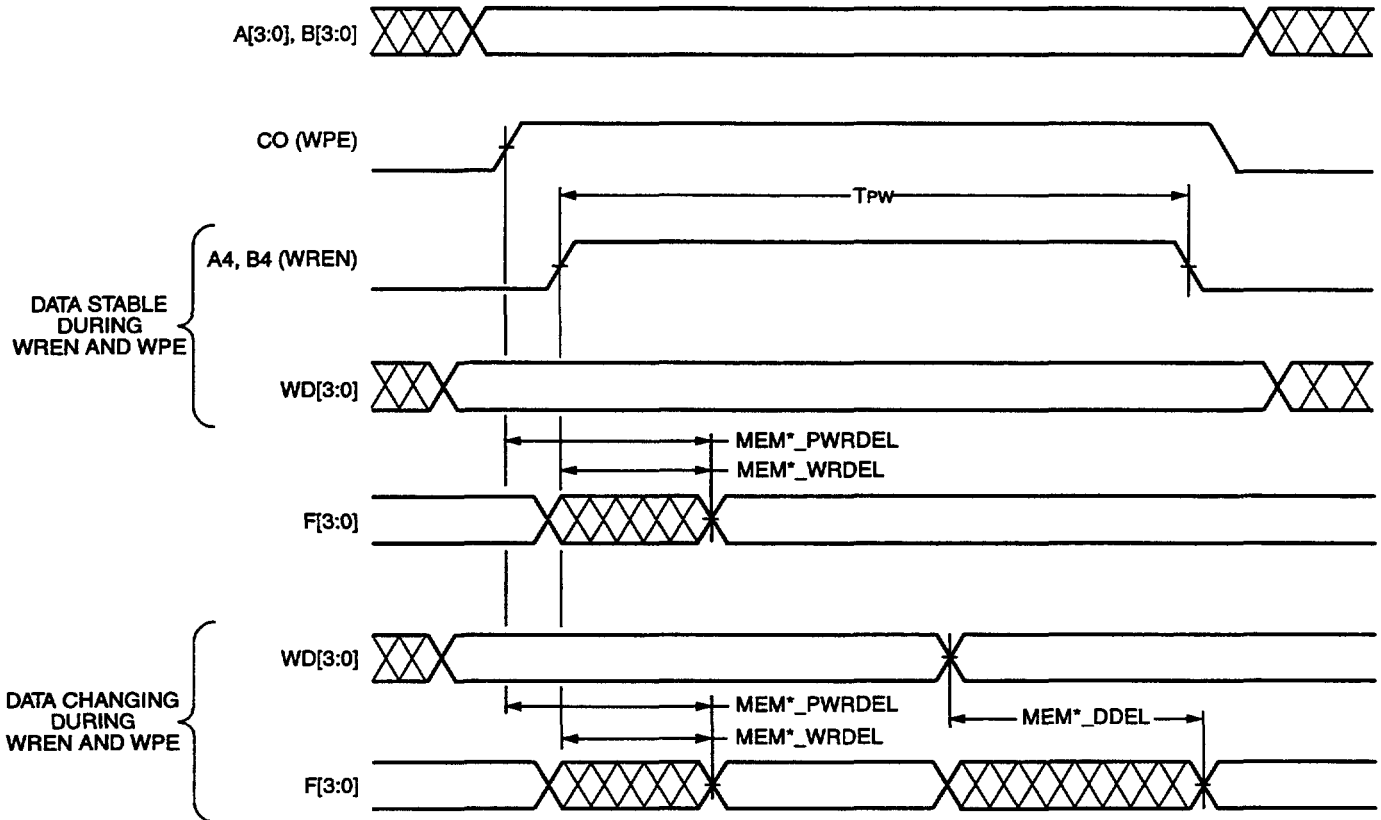 A[3:0], B[3:0]
CO (WPE)
TPW
A4, B4 (WREN)
DATA STABLE
DURING
WREN AND WPE
WD[3:0]
MEM*_PWRDEL
MEM*_WRDEL
F[3:0]
WD[3:0]
DATA CHANGING
DURING
WREN AND WPE
MEM*_PWRDEL
MEM*_DDEL
MEM*_WRDEL
F[3:0]